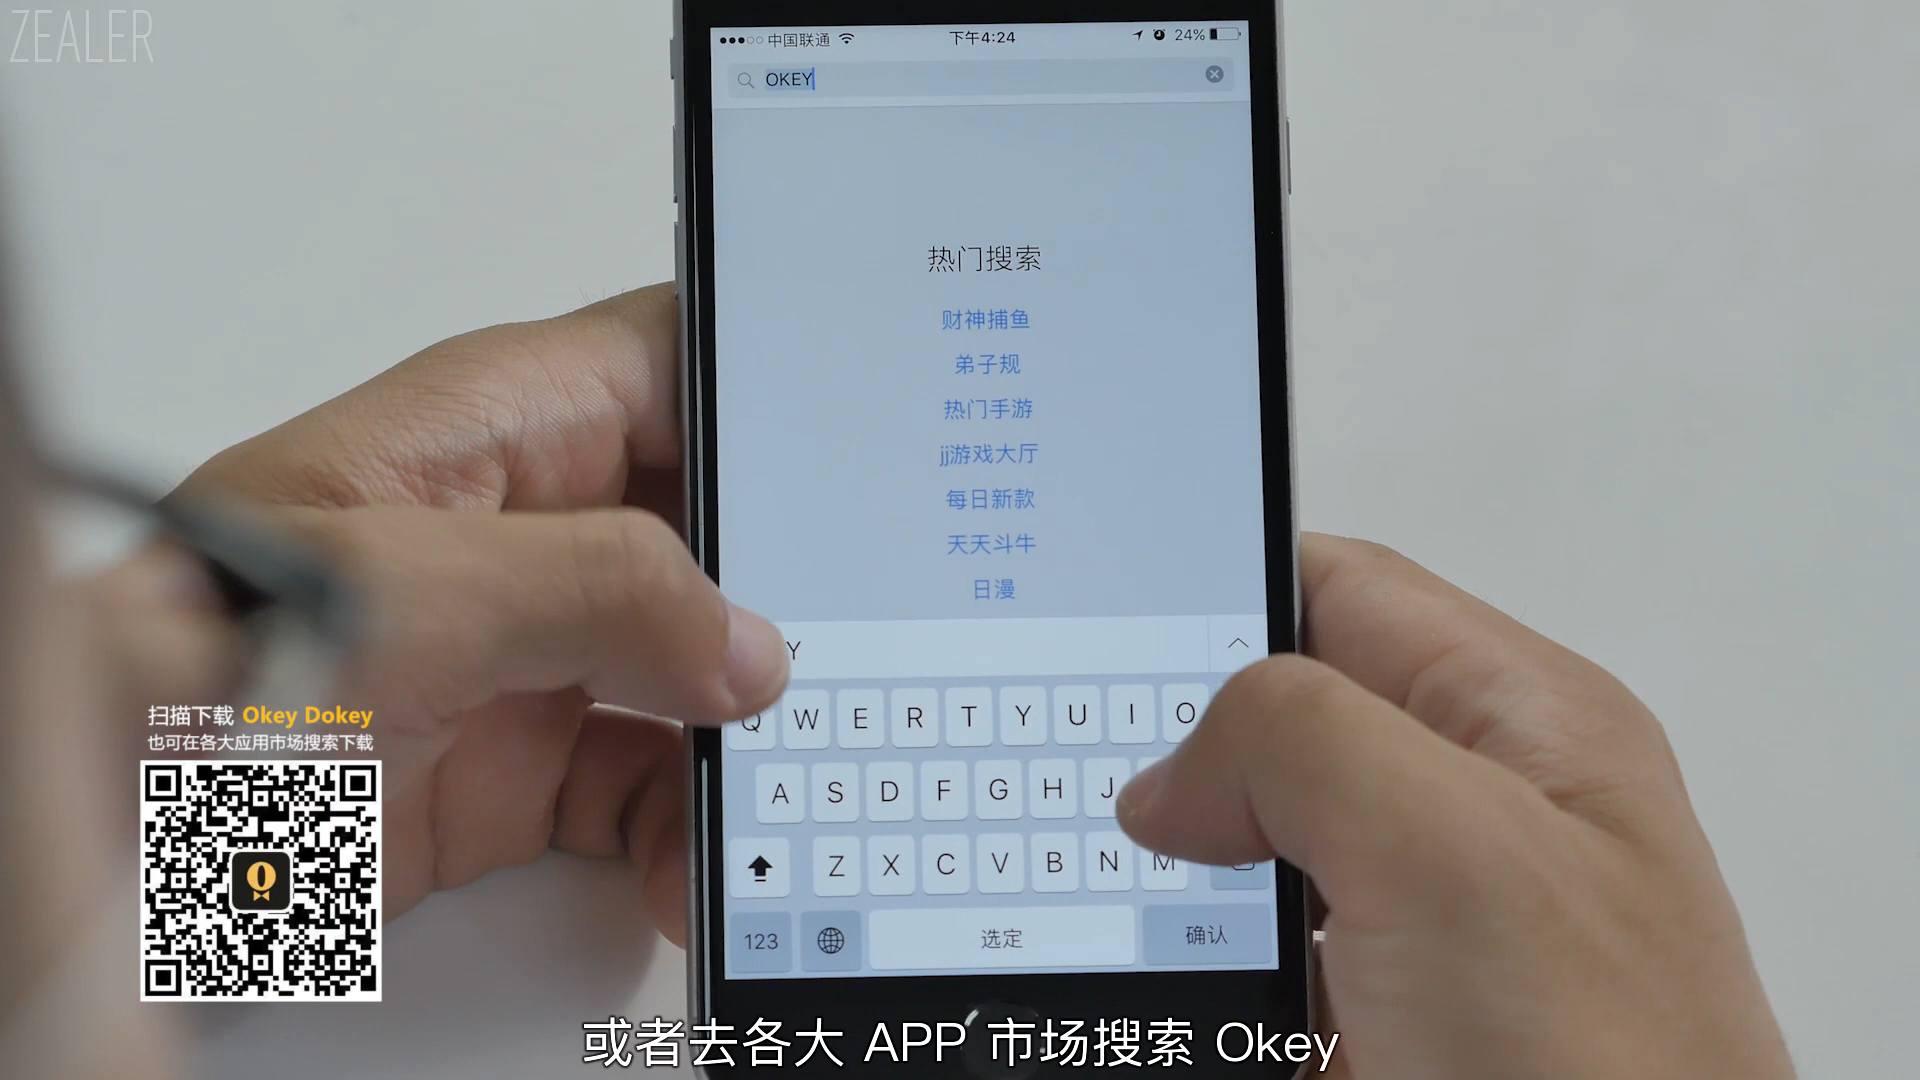 ZEALER
中国联通
下午4:24
24%
OKEY
热门搜索
财神捕鱼
弟子规
热门手游
jj游戏大厅
每日新款
天天斗牛
日漫
Y
Q W E R T Y U I O
A S D F G H J
Z X C V B N M
123
选定
确认
扫描下载 Okey Dokey
也可在各大应用市场搜索下载
或者去各大 APP 市场搜索 Okey